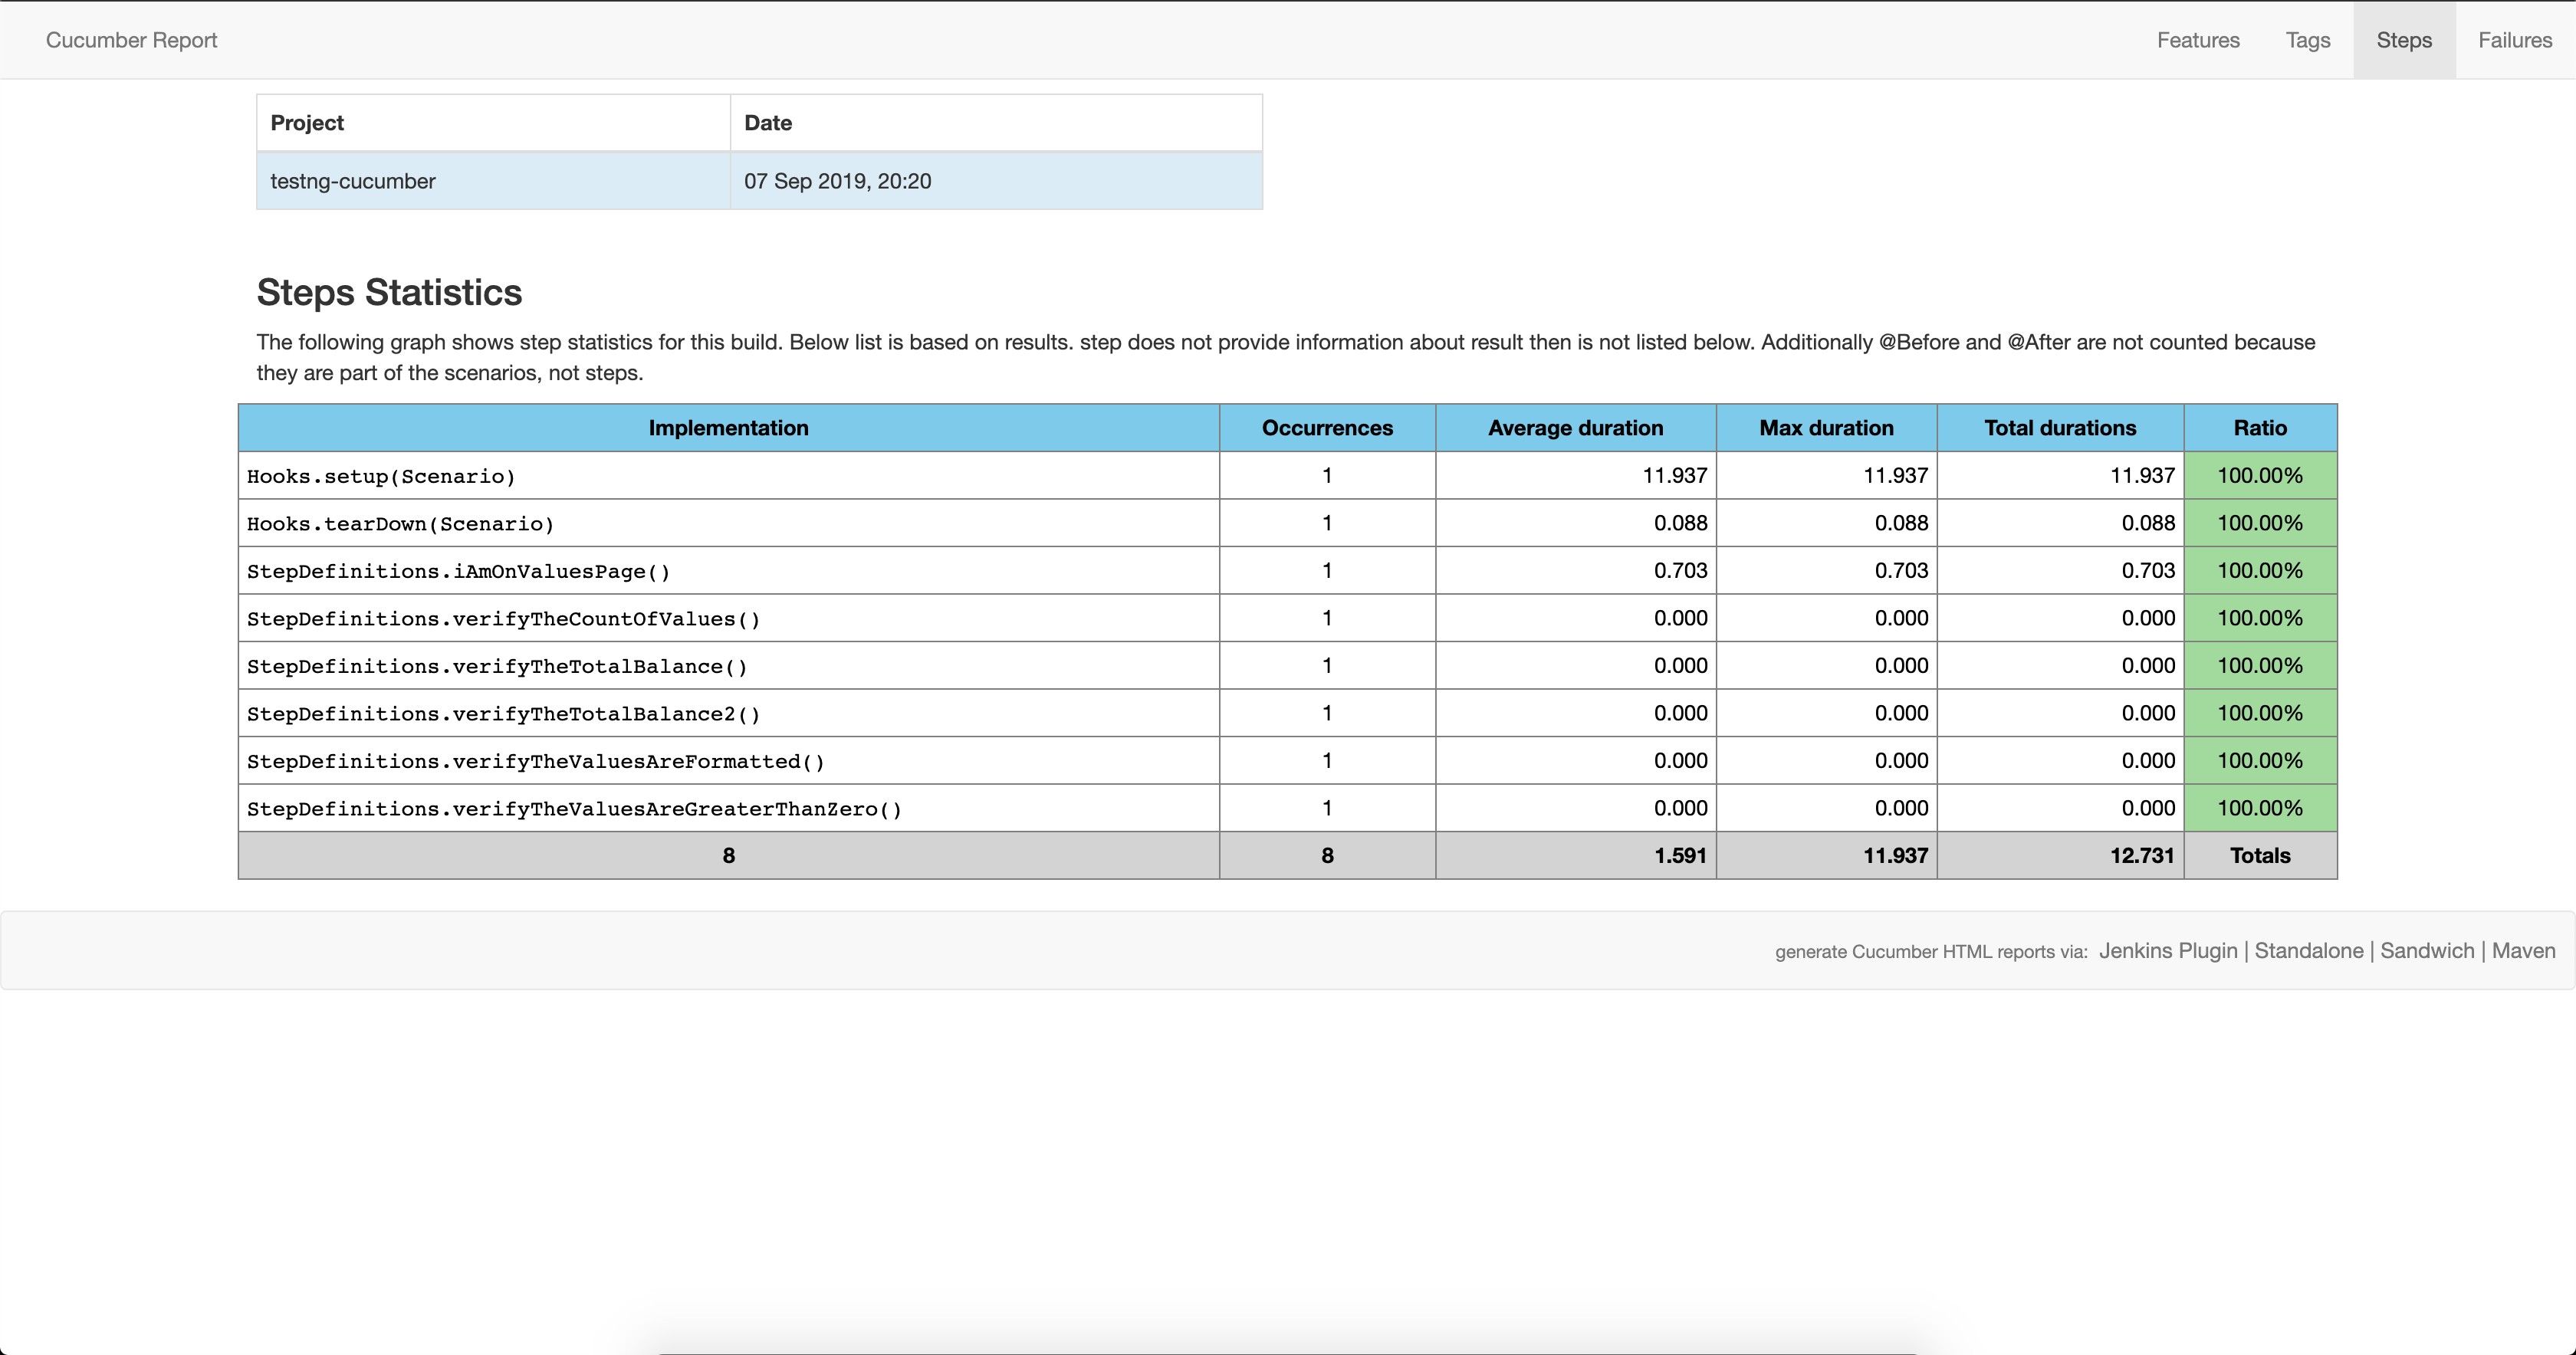 Cucumber Report Features Tags Steps Failures
Project Date
testng-cucumber 07 Sep 2019, 20:20
Steps Statistics
The following graph shows step statistics for this build. Below list is based on results. step does not provide information about result then is not listed below. Additionally @Before and @After are not counted because
they are part of the scenarios, not steps.
Implementation Occurrences Average duration Max duration Total durations Ratio
Hooks.setup(Scenario) 1 11.937 11.937 11.937 100.00%
Hooks.tearDown(Scenario) 1 0.088 0.088 0.088 100.00%
StepDefinitions.iAmOnValuesPage() 1 0.703 0.703 0.703 100.00%
StepDefinitions.verifyTheCountOfValues() 1 0.000 0.000 0.000 100.00%
StepDefinitions.verifyTheTotalBalance() 1 0.000 0.000 0.000 100.00%
StepDefinitions.verifyTheTotalBalance2() 1 0.000 0.000 0.000 100.00%
StepDefinitions.verifyTheValuesAreFormatted() 1 0.000 0.000 0.000 100.00%
StepDefinitions.verifyTheValuesAreGreaterThanZero() 1 0.000 0.000 0.000 100.00%
8 8 1.591 11.937 12.731 Totals
generate Cucumber HTML reports via: Jenkins Plugin | Standalone | Sandwich | Maven